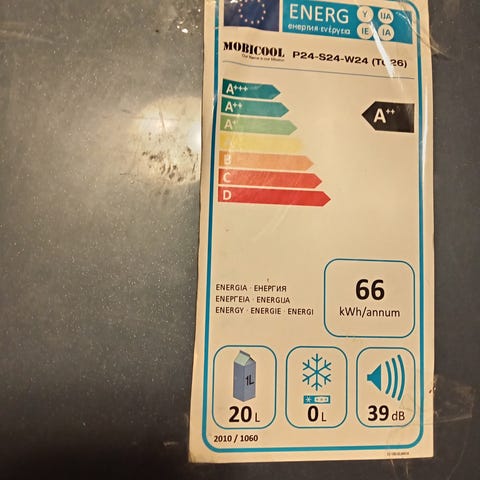 ENERG Y IJA
енергия·ενέργεια IE IA
MOBICOOL P24-S24-W24 (TC26)
A+++
A++
A++
A+
B
C
D
ENERGIA · ЕНЕРГИЯ
ΕΝΕΡΓΕΙΑ · ENERGIJA
ENERGY · ENERGIE · ENERGI
66
kWh/annum
1L
20 L
0 L
39 dB
2010 / 1060